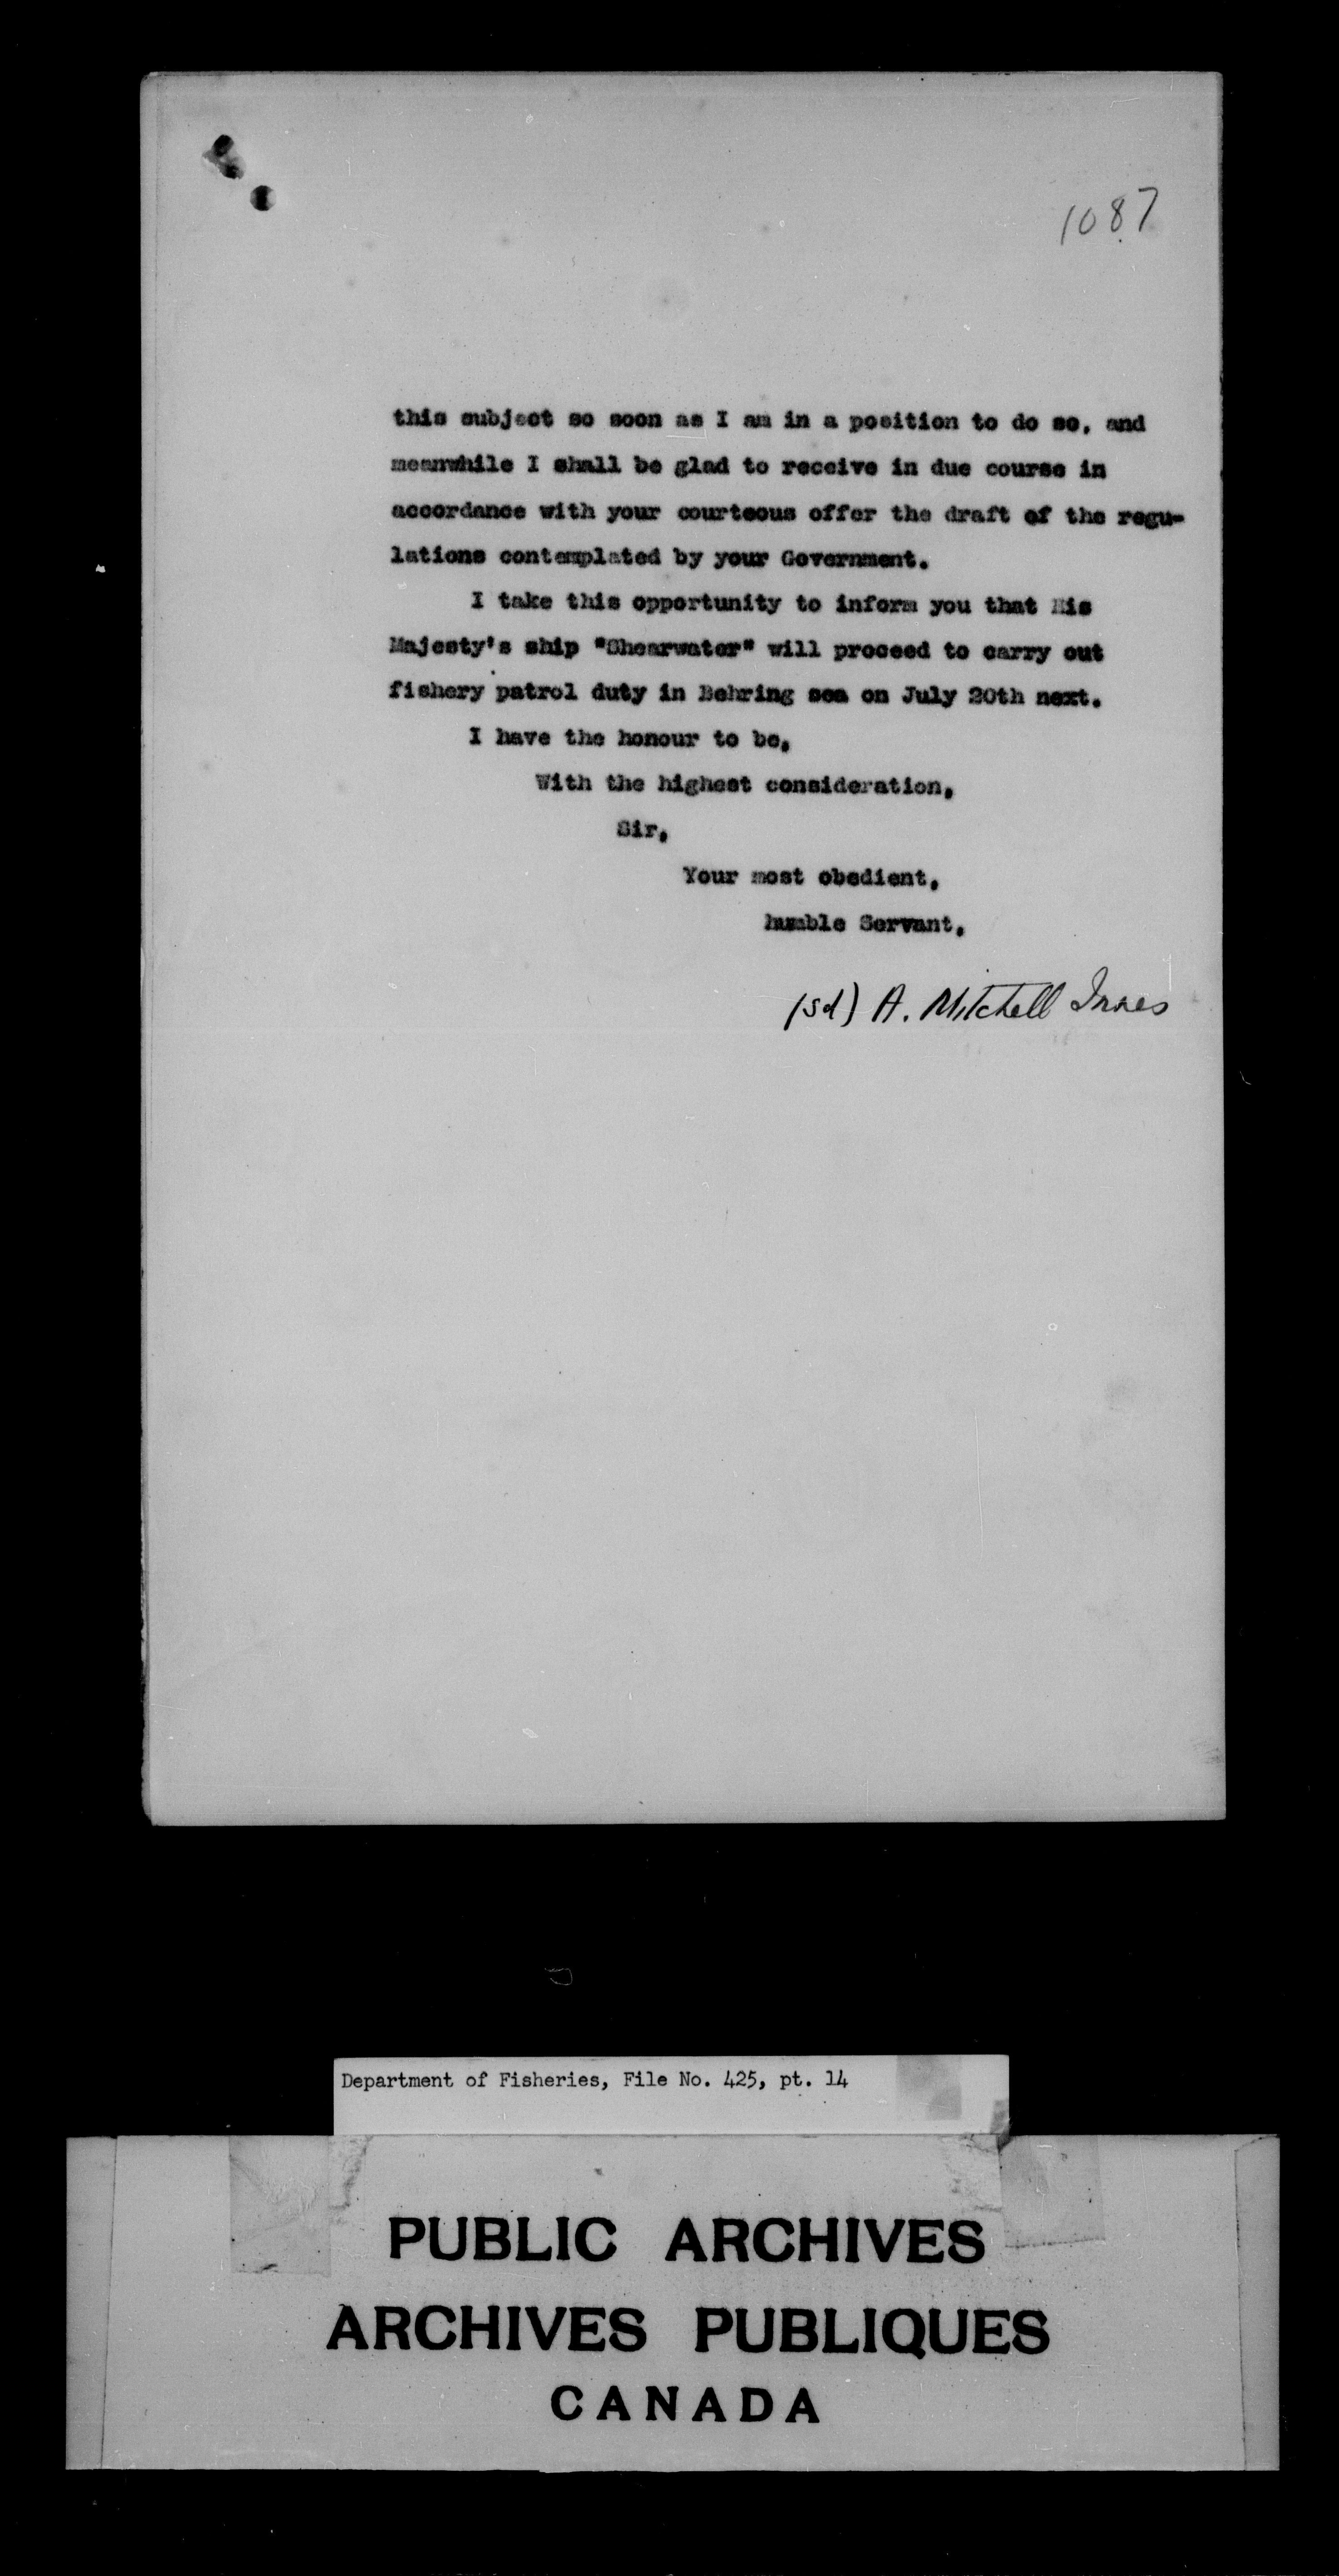 1087
this subject so soon as I am in a position to do so, and
meanwhile I shall be glad to receive in due course in
accordance with your courteous offer the draft of the regu-
lations contemplated by your Government.
I take this opportunity to inform you that His
Majesty's ship "Shearwater" will proceed to carry out
fishery patrol duty in Behring sea on July 20th next.
I have the honour to be,
With the highest consideration,
Sir,
Your most obedient,
humble Servant,
(sd) A. Mitchell Innes
Department of Fisheries, File No. 425, pt. 14
PUBLIC ARCHIVES
ARCHIVES PUBLIQUES
CANADA